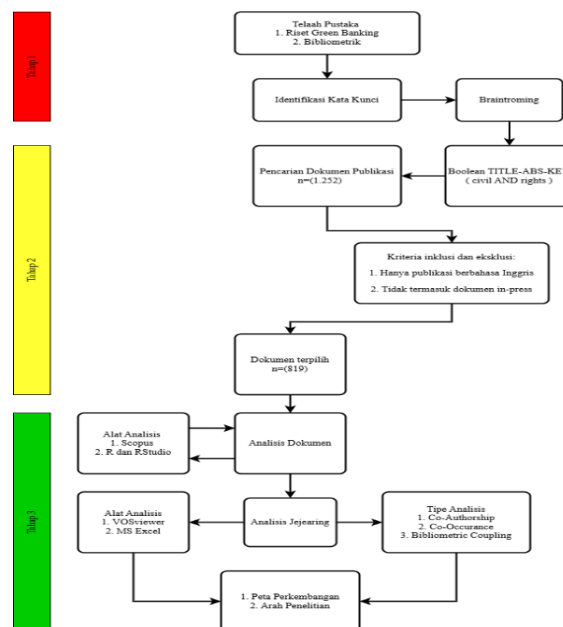 Tahap 1
Telaah Pustaka
1. Riset Green Banking
2. Bibliometrik
Identifikasi Kata Kunci
Braintroming
Tahap 2
Pencarian Dokumen Publikasi
n=(1.252)
Boolean TITLE-ABS-KEY
( civil AND rights )
Kriteria inklusi dan eksklusi:
1. Hanya publikasi berbahasa Inggris
2. Tidak termasuk dokumen in-press
Dokumen terpilih
n=(819)
Tahap 3
Alat Analisis
1. Scopus
2. R dan RStudio
Analisis Dokumen
Alat Analisis
1. VOSviewer
2. MS Excel
Analisis Jejearing
Tipe Analisis
1. Co-Authorship
2. Co-Occurance
3. Bibliometric Coupling
1. Peta Perkembangan
2. Arah Penelitian